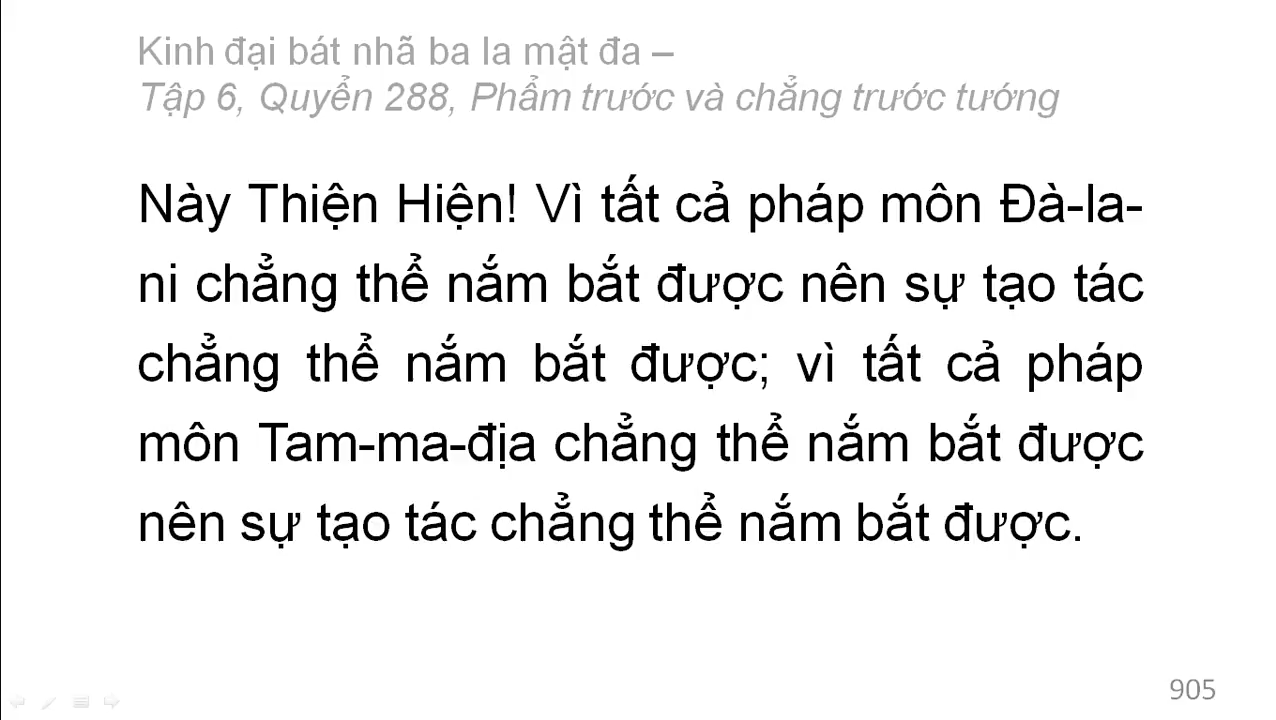 Kinh đại bát nhã ba la mật đa –
Tập 6, Quyển 288, Phẩm trước và chẳng trước tướng
Này Thiện Hiện! Vì tất cả pháp môn Đà-la-
ni chẳng thể nắm bắt được nên sự tạo tác
chẳng thể nắm bắt được; vì tất cả pháp
môn Tam-ma-địa chẳng thể nắm bắt được
nên sự tạo tác chẳng thể nắm bắt được.
905